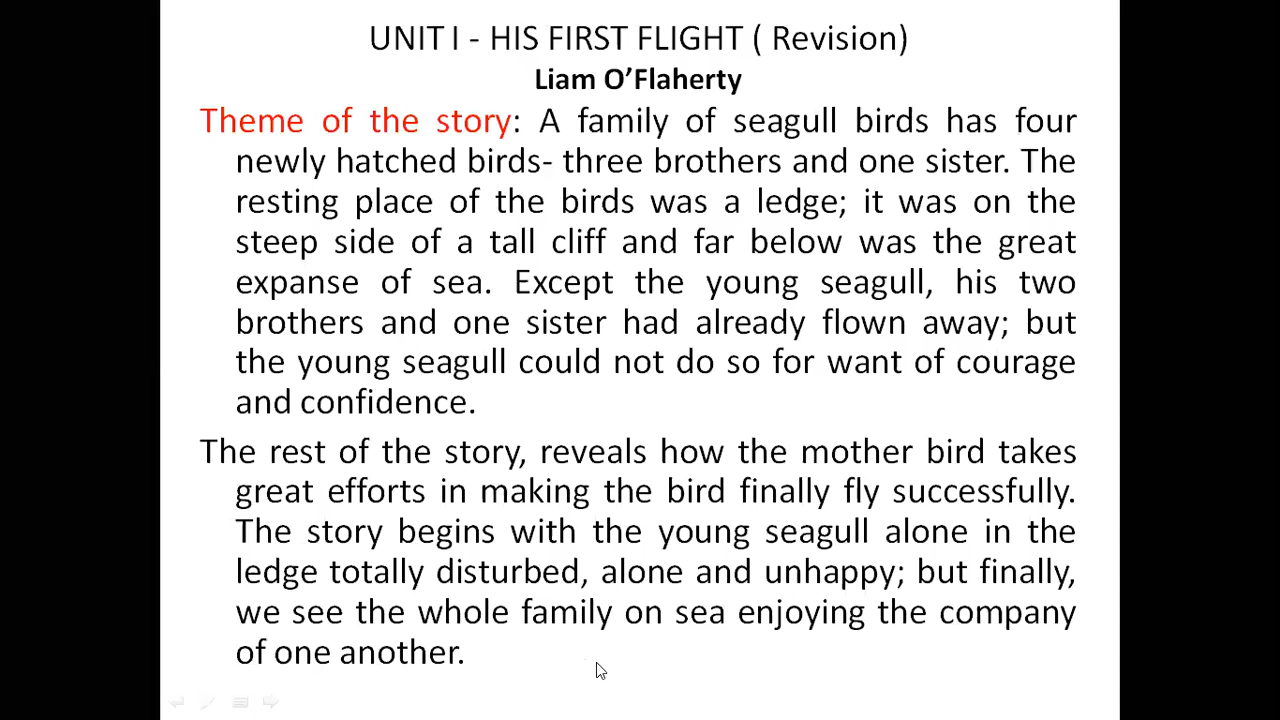 UNIT I - HIS FIRST FLIGHT ( Revision)
Liam O’Flaherty
Theme of the story: A family of seagull birds has four
newly hatched birds- three brothers and one sister. The
resting place of the birds was a ledge; it was on the
steep side of a tall cliff and far below was the great
expanse of sea. Except the young seagull, his two
brothers and one sister had already flown away; but
the young seagull could not do so for want of courage
and confidence.
The rest of the story, reveals how the mother bird takes
great efforts in making the bird finally fly successfully.
The story begins with the young seagull alone in the
ledge totally disturbed, alone and unhappy; but finally,
we see the whole family on sea enjoying the company
of one another.